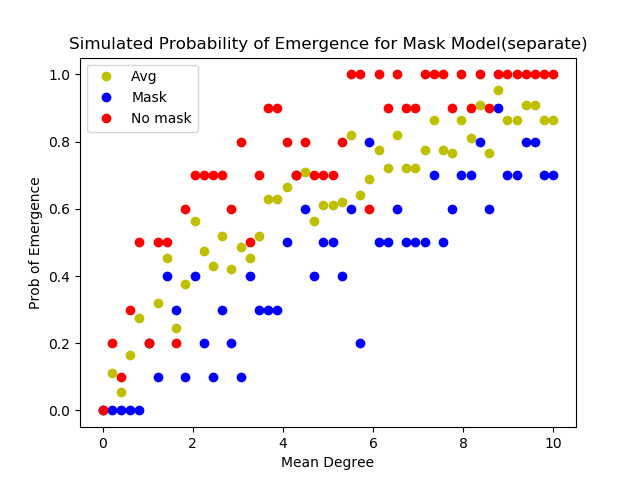 Simulated Probability of Emergence for Mask Model(separate)
Avg
Mask
No mask
1.0
0.8
0.6
0.4
0.2
0.0
Prob of Emergence
0 2 4 6 8 10
Mean Degree